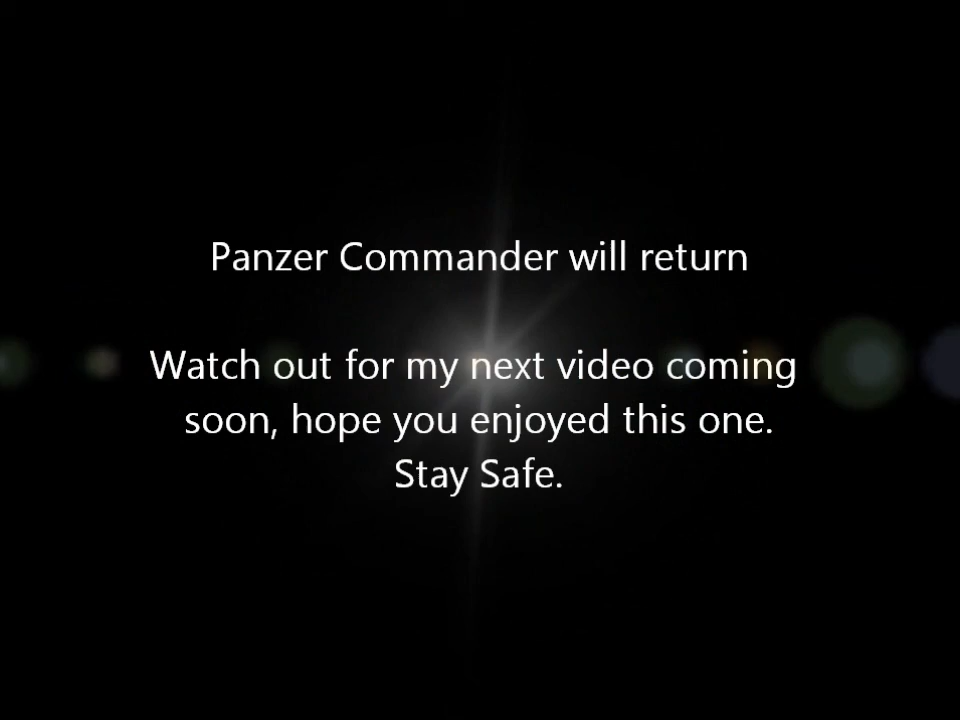 Panzer Commander will return
Watch out for my next video coming
soon, hope you enjoyed this one.
Stay Safe.